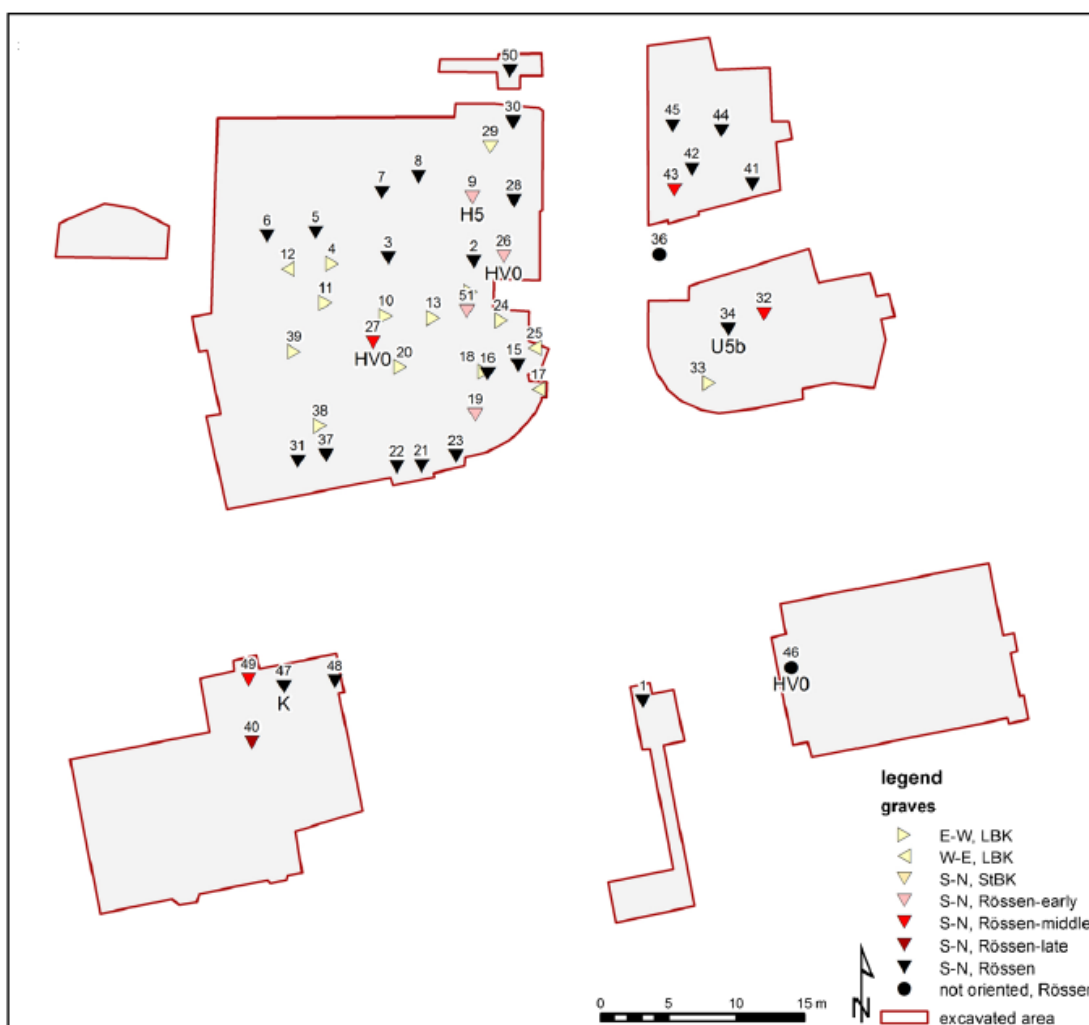 50
30
29
45
44
8
42
7
9
28
43
41
H5
6
5
36
12
4
3
2
26
HV0
11
51
10
13
24
32
27
34
HV0
25
U5b
39
20
18
16
15
33
17
19
38
31
37
22
21
23
49
47
48
K
46
HV0
1
40
legend
graves
E-W, LBK
W-E, LBK
S-N, StBK
S-N, Rössen-early
S-N, Rössen-middle
S-N, Rössen-late
S-N, Rössen
not oriented, Rössen
excavated area
N
0 5 10 15 m